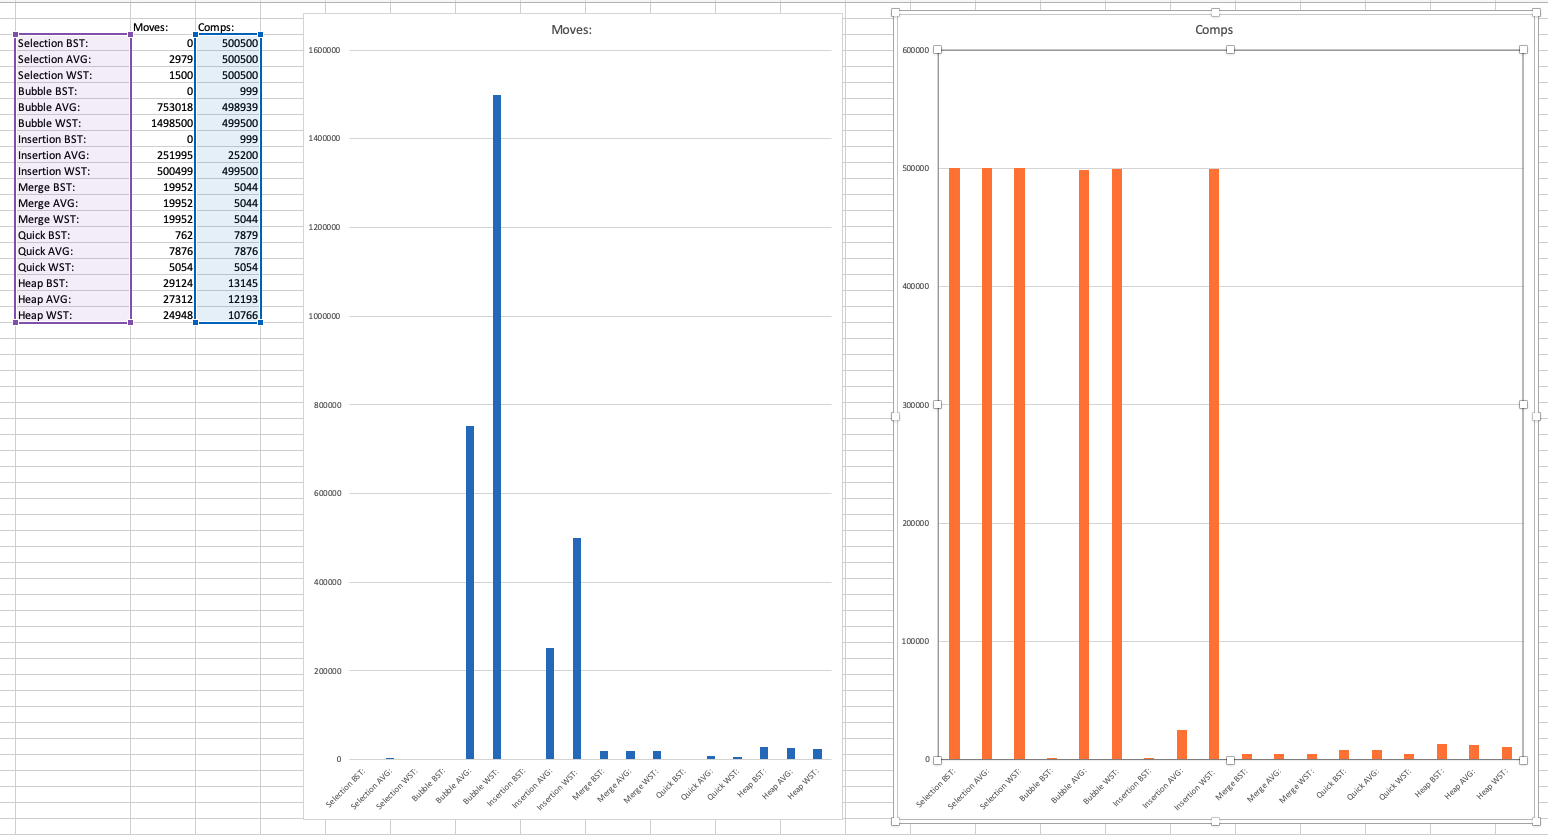 Moves: Comps:
Selection BST: 0 500500
Selection AVG: 2979 500500
Selection WST: 1500 500500
Bubble BST: 0 999
Bubble AVG: 753018 498939
Bubble WST: 1498500 499500
Insertion BST: 0 999
Insertion AVG: 251995 25200
Insertion WST: 500499 499500
Merge BST: 19952 5044
Merge AVG: 19952 5044
Merge WST: 19952 5044
Quick BST: 762 7879
Quick AVG: 7876 7876
Quick WST: 5054 5054
Heap BST: 29124 13145
Heap AVG: 27312 12193
Heap WST: 24948 10766
Moves:
1600000
1400000
1200000
1000000
800000
600000
400000
200000
0
Selection BST: Selection AVG: Selection WST: Bubble BST: Bubble AVG: Bubble WST: Insertion BST: Insertion AVG: Insertion WST: Merge BST: Merge AVG: Merge WST: Quick BST: Quick AVG: Quick WST: Heap BST: Heap AVG: Heap WST:
Comps
600000
500000
400000
300000
200000
100000
0
Selection BST: Selection AVG: Selection WST: Bubble BST: Bubble AVG: Bubble WST: Insertion BST: Insertion AVG: Insertion WST: Merge BST: Merge AVG: Merge WST: Quick BST: Quick AVG: Quick WST: Heap BST: Heap AVG: Heap WST: